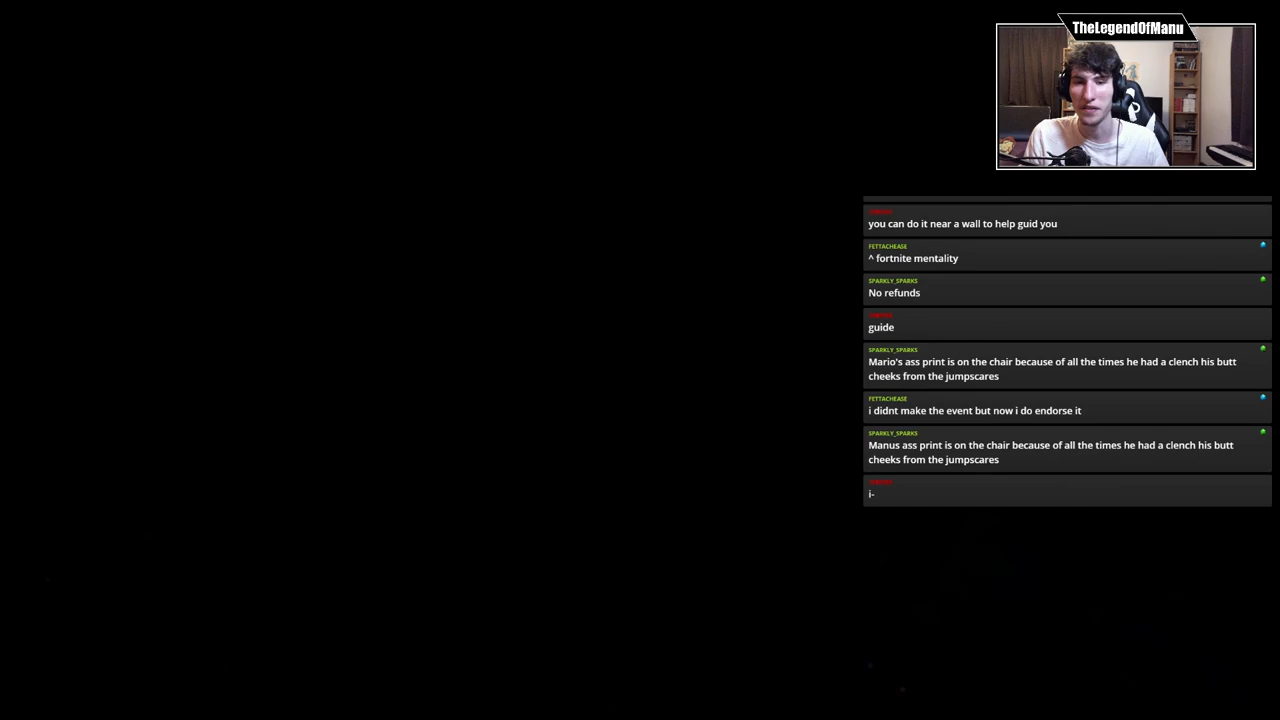 TheLegendOfManu
you can do it near a wall to help guid you
FETTACHEASE
^ fortnite mentality
SPARKLY_SPARKS
No refunds
guide
SPARKLY_SPARKS
Mario's ass print is on the chair because of all the times he had a clench his butt
cheeks from the jumpscares
FETTACHEASE
i didnt make the event but now i do endorse it
SPARKLY_SPARKS
Manus ass print is on the chair because of all the times he had a clench his butt
cheeks from the jumpscares
i-